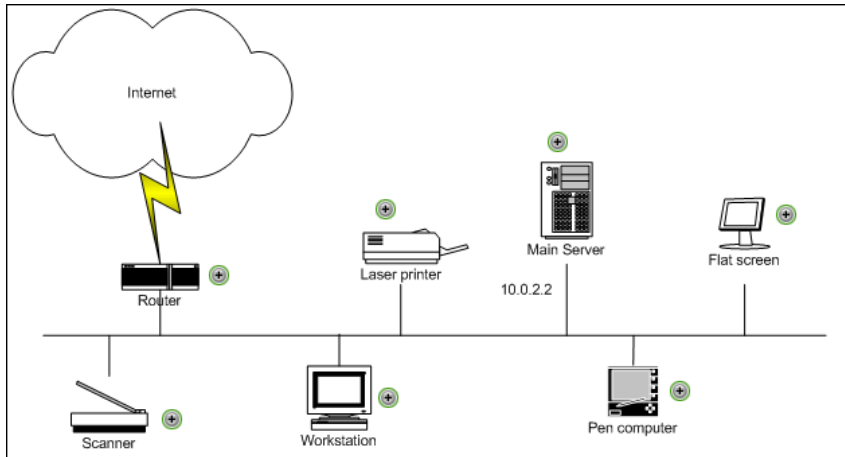 Internet
Main Server
Laser printer
Flat screen
10.0.2.2
Router
Scanner
Workstation
Pen computer